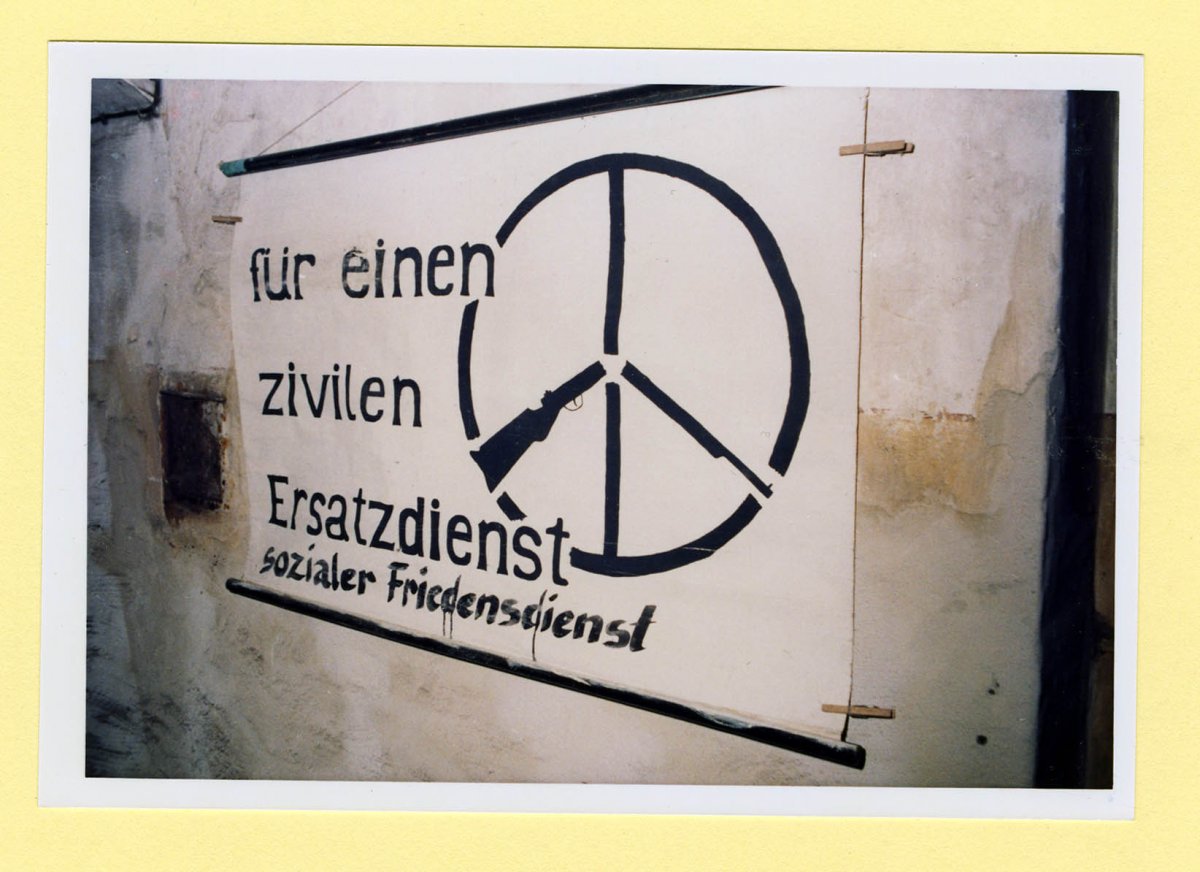 für einen
zivilen
Ersatzdienst
sozialer Friedensdienst